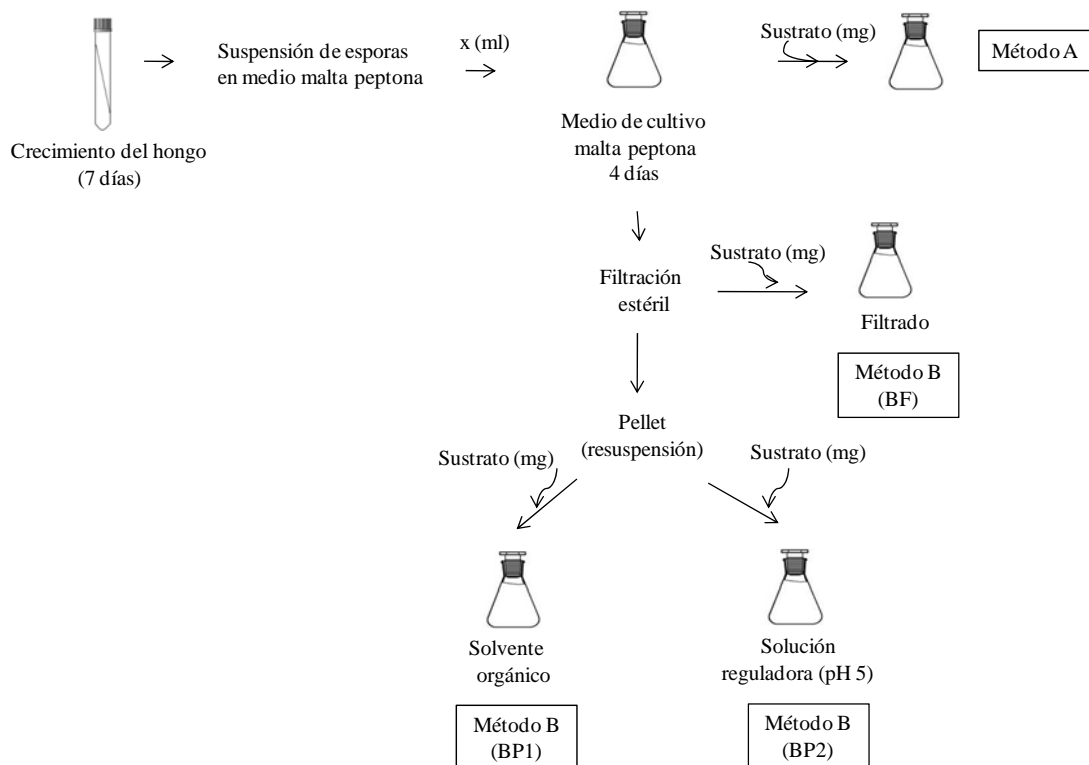 Crecimiento del hongo
(7 días)
Suspensión de esporas
en medio malta peptona
x (ml)
Medio de cultivo
malta peptona
4 días
Sustrato (mg)
Método A
Filtración
estéril
Sustrato (mg)
Filtrado
Método B
(BF)
Pellet
(resuspensión)
Sustrato (mg)
Sustrato (mg)
Solvente
orgánico
Método B
(BP1)
Solución
reguladora (pH 5)
Método B
(BP2)